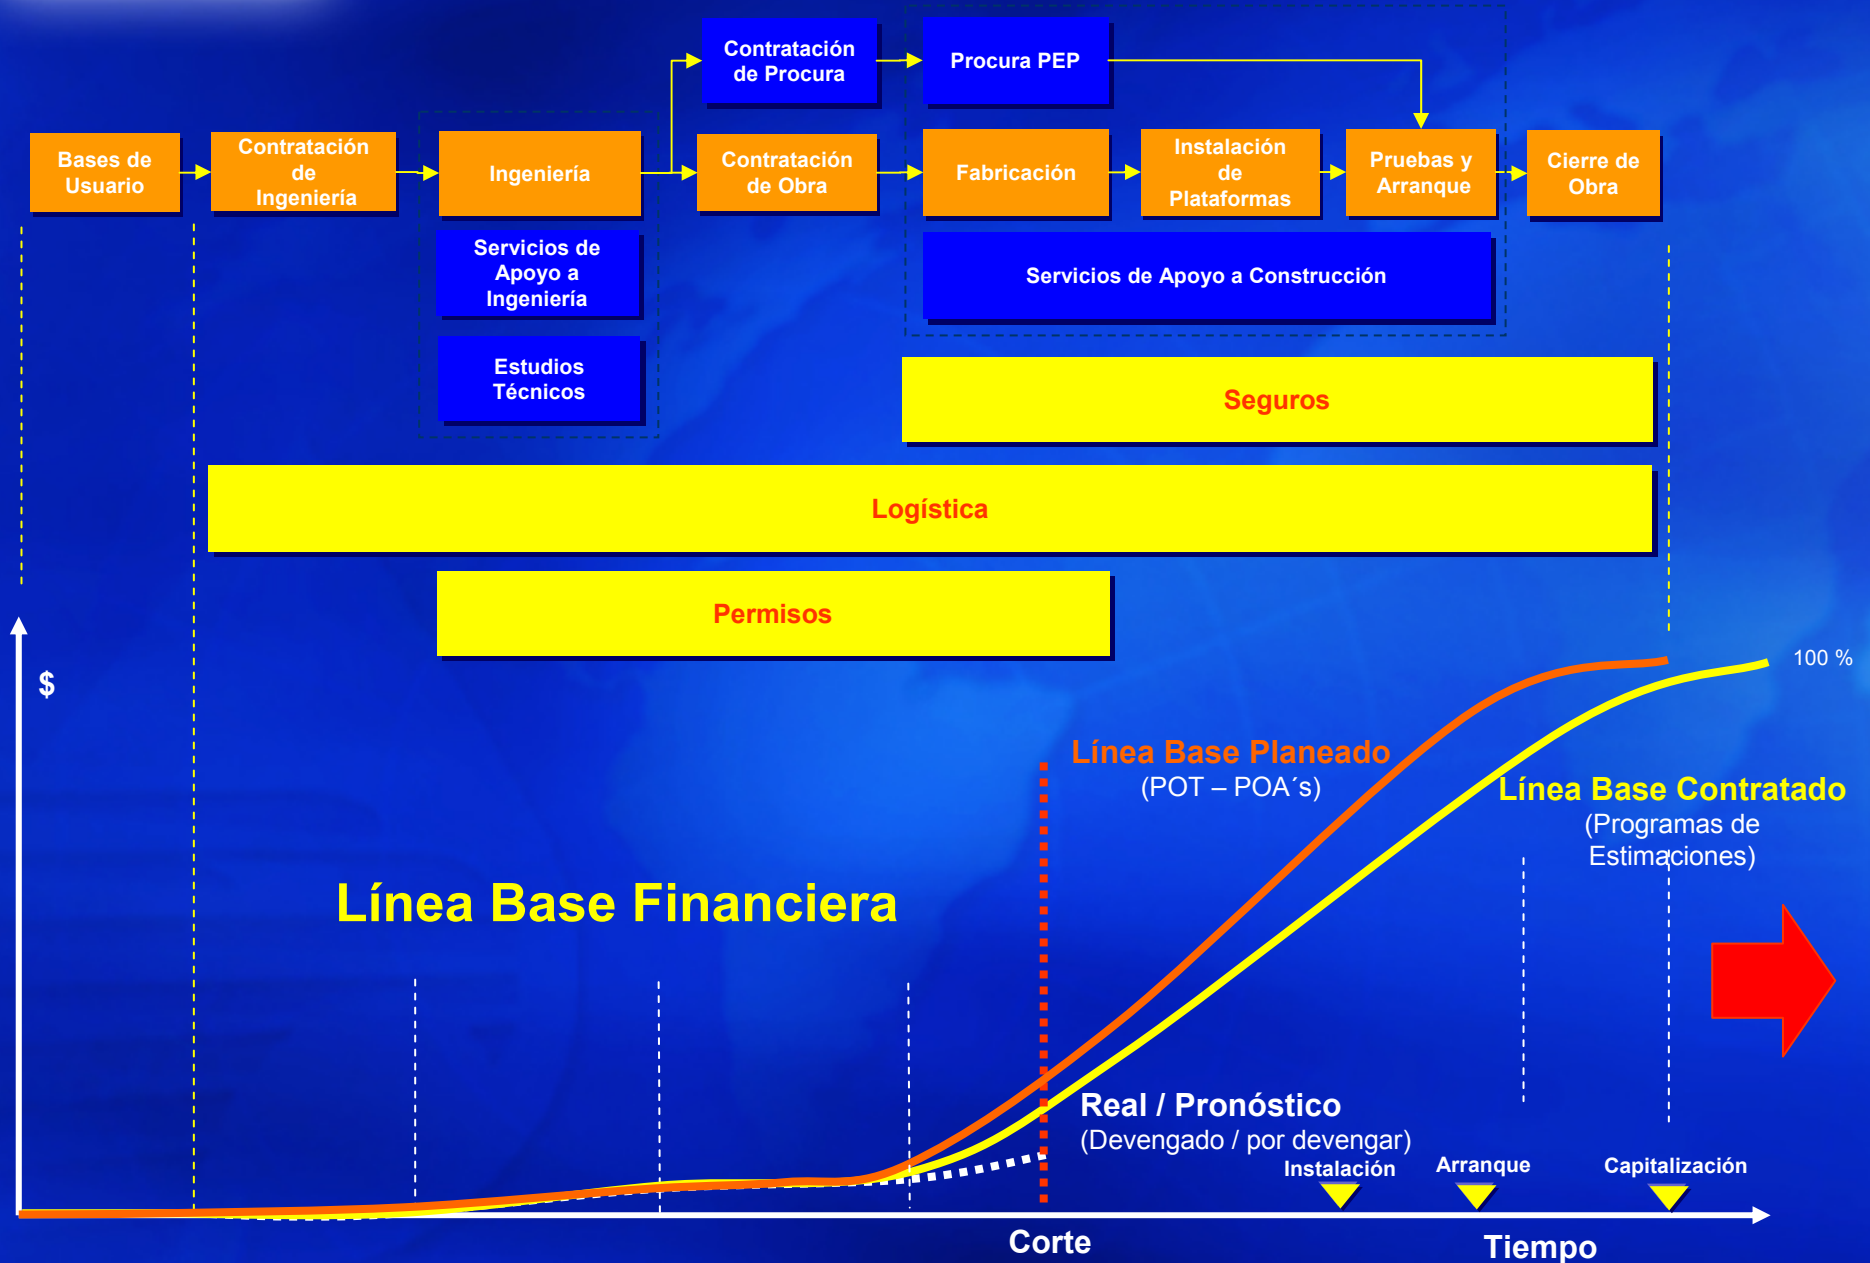 Contratación
de Procura
Procura PEP
Bases de
Usuario
Contratación
de
Ingeniería
Ingeniería
Contratación
de Obra
Fabricación
Instalación
de
Plataformas
Pruebas y
Arranque
Cierre de
Obra
Servicios de
Apoyo a
Ingeniería
Servicios de Apoyo a Construcción
Estudios
Técnicos
Seguros
Logística
Permisos
$
100 %
Línea Base Planeado
(POT – POA´s)
Línea Base Contratado
(Programas de
Estimaciones)
Línea Base Financiera
Real / Pronóstico
(Devengado / por devengar)
Instalación
Arranque
Capitalización
Corte
Tiempo